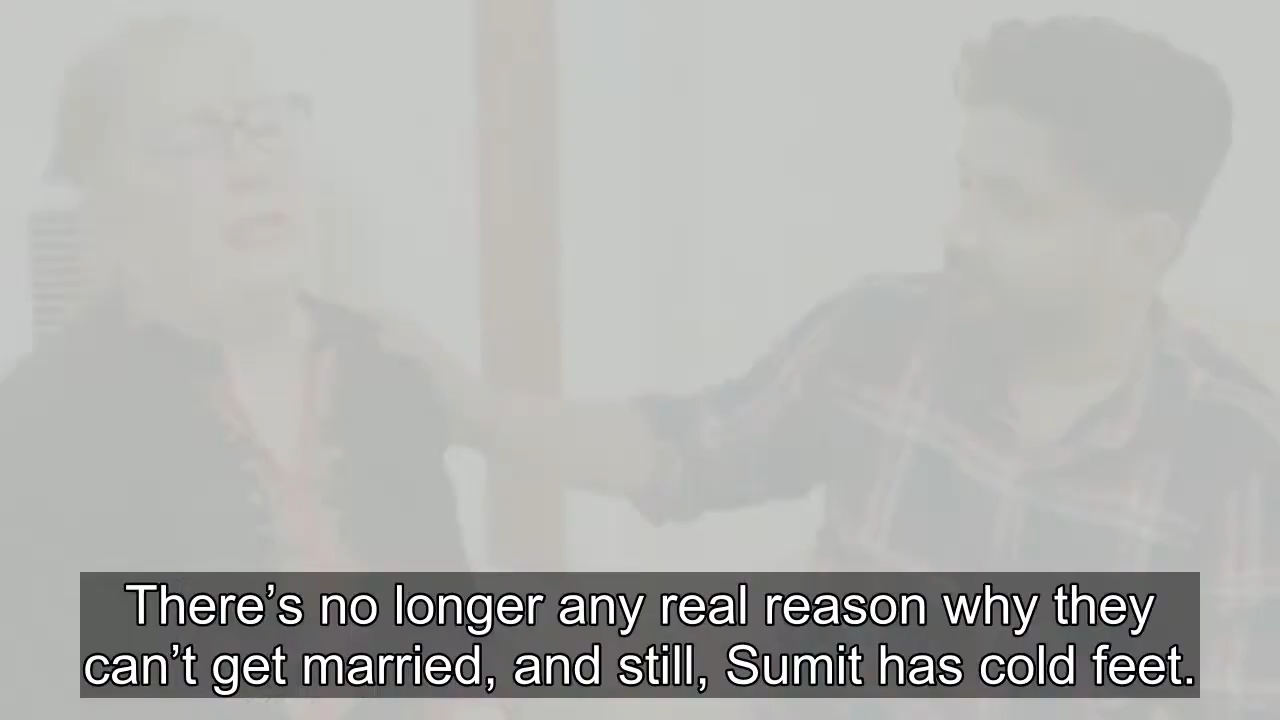 There’s no longer any real reason why they
can’t get married, and still, Sumit has cold feet.